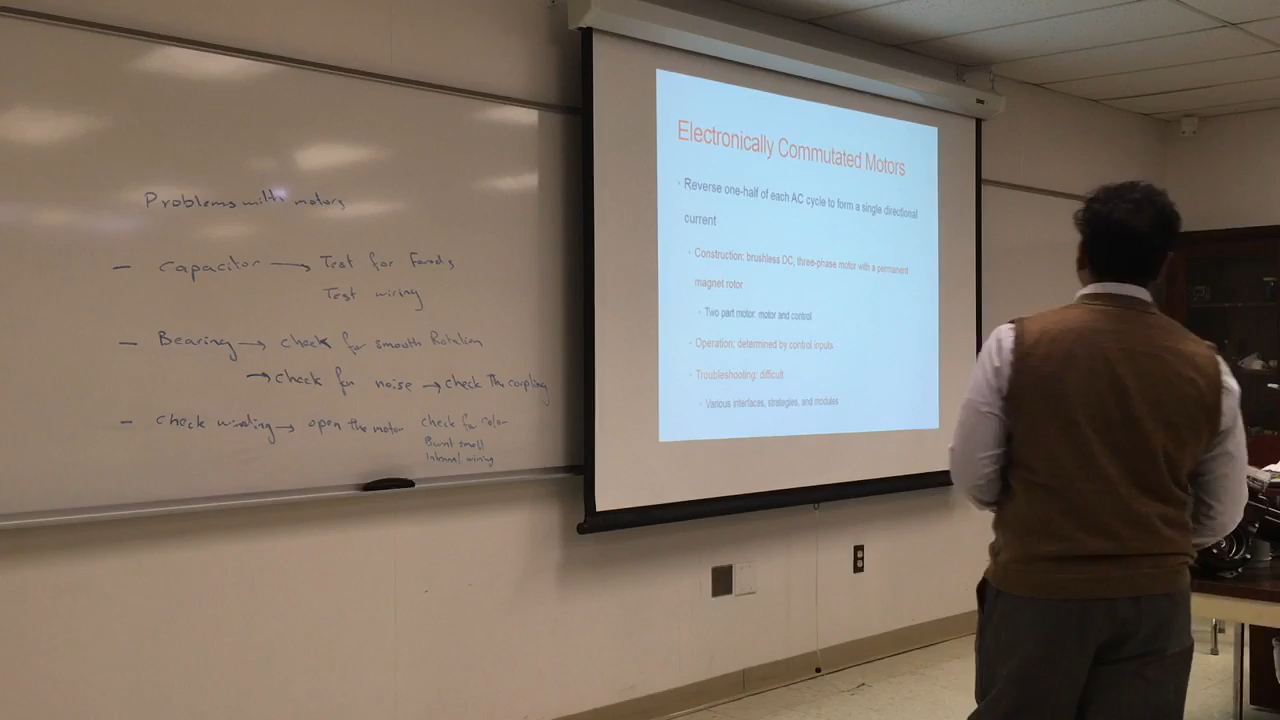 Problems with motors
- capacitor → Test for Farads
Test wiring
- Bearing → check for smooth Rotation
→ check for noise → check The coupling
- check winding → open the motor check for color
Burnt smell
Internal wiring
Electronically Commutated Motors
• Reverse one-half of each AC cycle to form a single directional
current
• Construction: brushless DC, three-phase motor with a permanent
magnet rotor
• Two part motor: motor and control
• Operation: determined by control inputs
• Troubleshooting: difficult
• Various interfaces, strategies, and modules